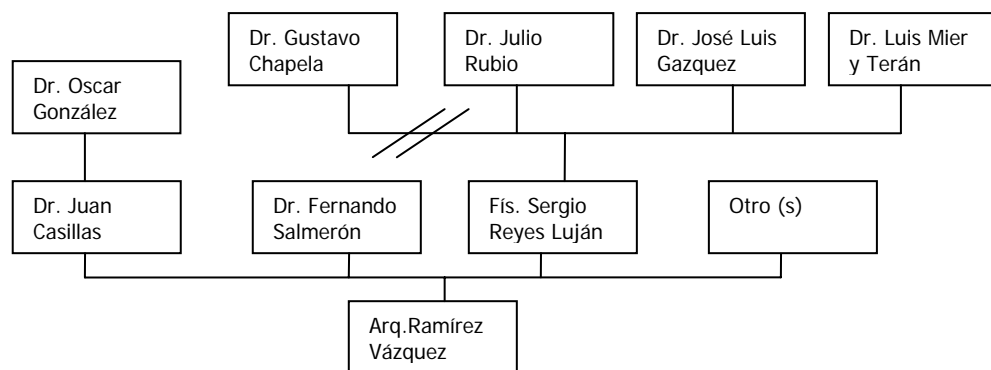 Dr. Gustavo
Chapela
Dr. Julio
Rubio
Dr. José Luis
Gazquez
Dr. Luis Mier
y Terán
Dr. Oscar
González
Dr. Juan
Casillas
Dr. Fernando
Salmerón
Fís. Sergio
Reyes Luján
Otro (s)
Arq.Ramírez
Vázquez